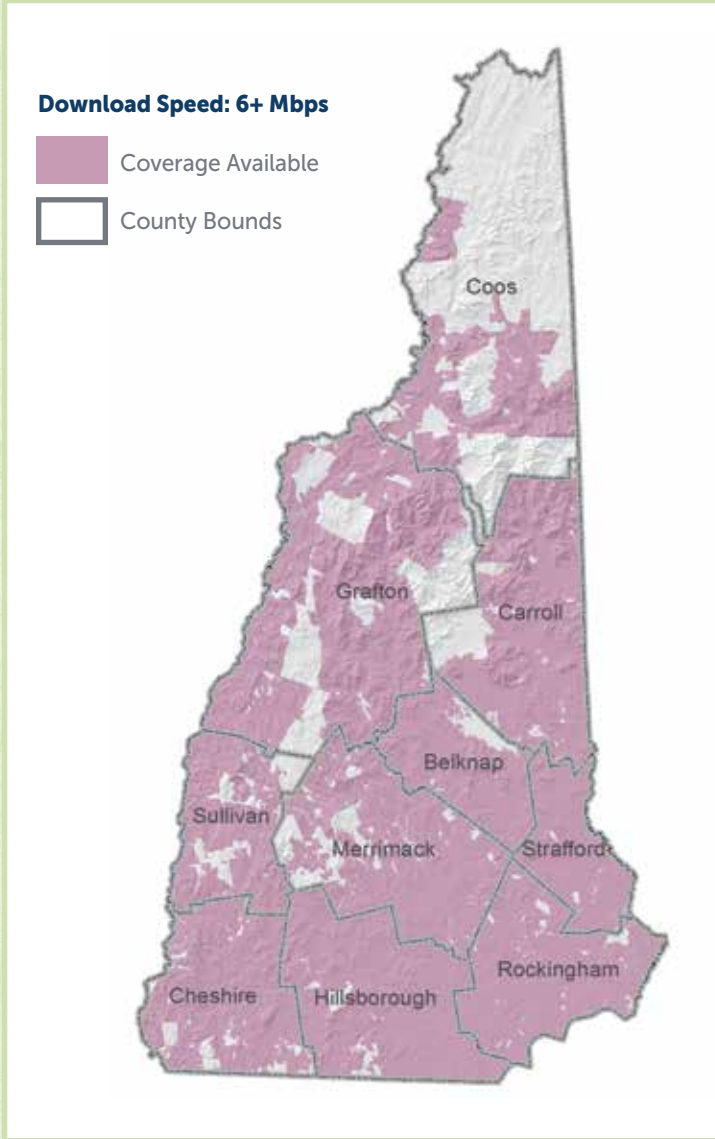 Download Speed: 6+ Mbps
Coverage Available
County Bounds
Coos
Grafton
Carroll
Belknap
Sullivan
Merrimack
Strafford
Rockingham
Cheshire
Hillsborough